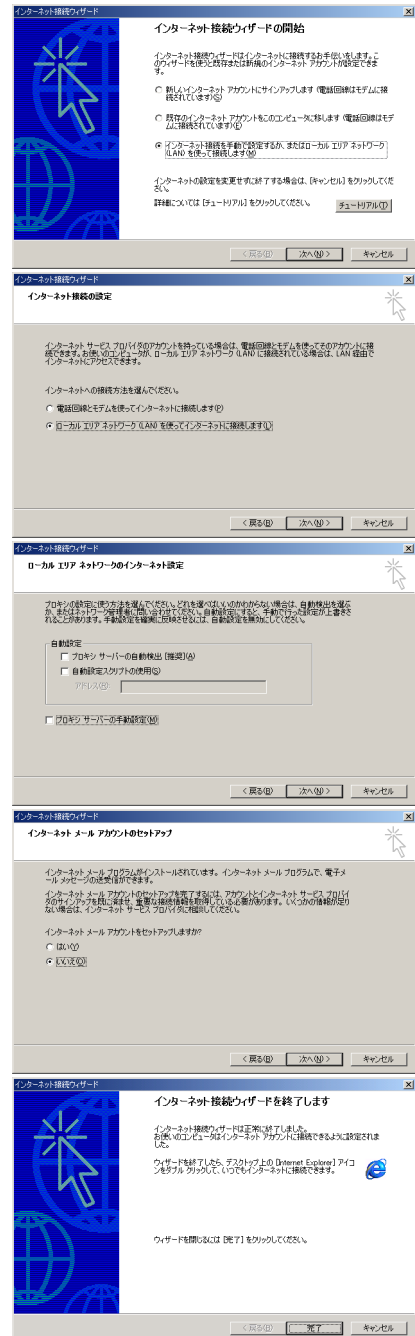 インターネット接続ウィザード
インターネット接続ウィザードの開始
インターネット接続ウィザードはインターネットに接続するお手伝いをします。こ
のウィザードを使うと既存または新規のインターネット アカウントが設定できま
す。
新しいインターネット アカウントにサインアップします (電話回線はモデムに接
続されています)(S)
既存のインターネット アカウントをこのコンピュータに移します (電話回線はモデ
ムに接続されています)(E)
インターネット接続を手動で設定するか、またはローカル エリア ネットワーク
(LAN) を使って接続します(M)
インターネットの設定を変更せずに終了する場合は、[キャンセル] をクリックしてくだ
さい。
詳細については [チュートリアル] をクリックしてください。
チュートリアル(T)
< 戻る(B)
次へ(N) >
キャンセル
インターネット接続ウィザード
インターネット接続の設定
インターネット サービス プロバイダのアカウントを持っている場合は、電話回線とモデムを使ってそのアカウントに接
続できます。お使いのコンピュータが、ローカル エリア ネットワーク (LAN) に接続されている場合は、LAN 経由で
インターネットにアクセスできます。
インターネットへの接続方法を選んでください。
電話回線とモデムを使ってインターネットに接続します(P)
ローカル エリア ネットワーク (LAN) を使ってインターネットに接続します(L)
< 戻る(B)
次へ(N) >
キャンセル
インターネット接続ウィザード
ローカル エリア ネットワークのインターネット設定
プロキシの設定に使う方法を選んでください。どれを選べばいいのかわからない場合は、自動検出を選ぶ
か、またはネットワーク管理者に問い合わせてください。自動設定にすると、手動で行った設定が上書きさ
れることがあります。手動設定を確実に反映させるには、自動設定を無効にしてください。
自動設定
プロキシ サーバーの自動検出 [推奨](A)
自動設定スクリプトの使用(S)
アドレス(D):
プロキシ サーバーの手動設定(M)
< 戻る(B)
次へ(N) >
キャンセル
インターネット接続ウィザード
インターネット メール アカウントのセットアップ
インターネット メール プログラムがインストールされています。インターネット メール プログラムで、電子メ
ール メッセージの送受信ができます。
インターネット メール アカウントのセットアップを完了するには、アカウントとインターネット サービス プロバイ
ダのサインアップを既に済ませ、重要な接続情報を取得している必要があります。いくつかの情報が足り
ない場合は、インターネット サービス プロバイダに相談してください。
インターネット メール アカウントをセットアップしますか?
はい(Y)
いいえ(O)
< 戻る(B)
次へ(N) >
キャンセル
インターネット接続ウィザード
インターネット接続ウィザードを終了します
インターネット接続ウィザードは正常に終了しました。
お使いのコンピュータはインターネット アカウントに接続できるように設定されま
した。
ウィザードを終了したら、デスクトップ上の [Internet Explorer] アイコ
ンをダブル クリックして、いつでもインターネットに接続できます。
ウィザードを閉じるには [完了] をクリックしてください。
< 戻る(B)
完了
キャンセル